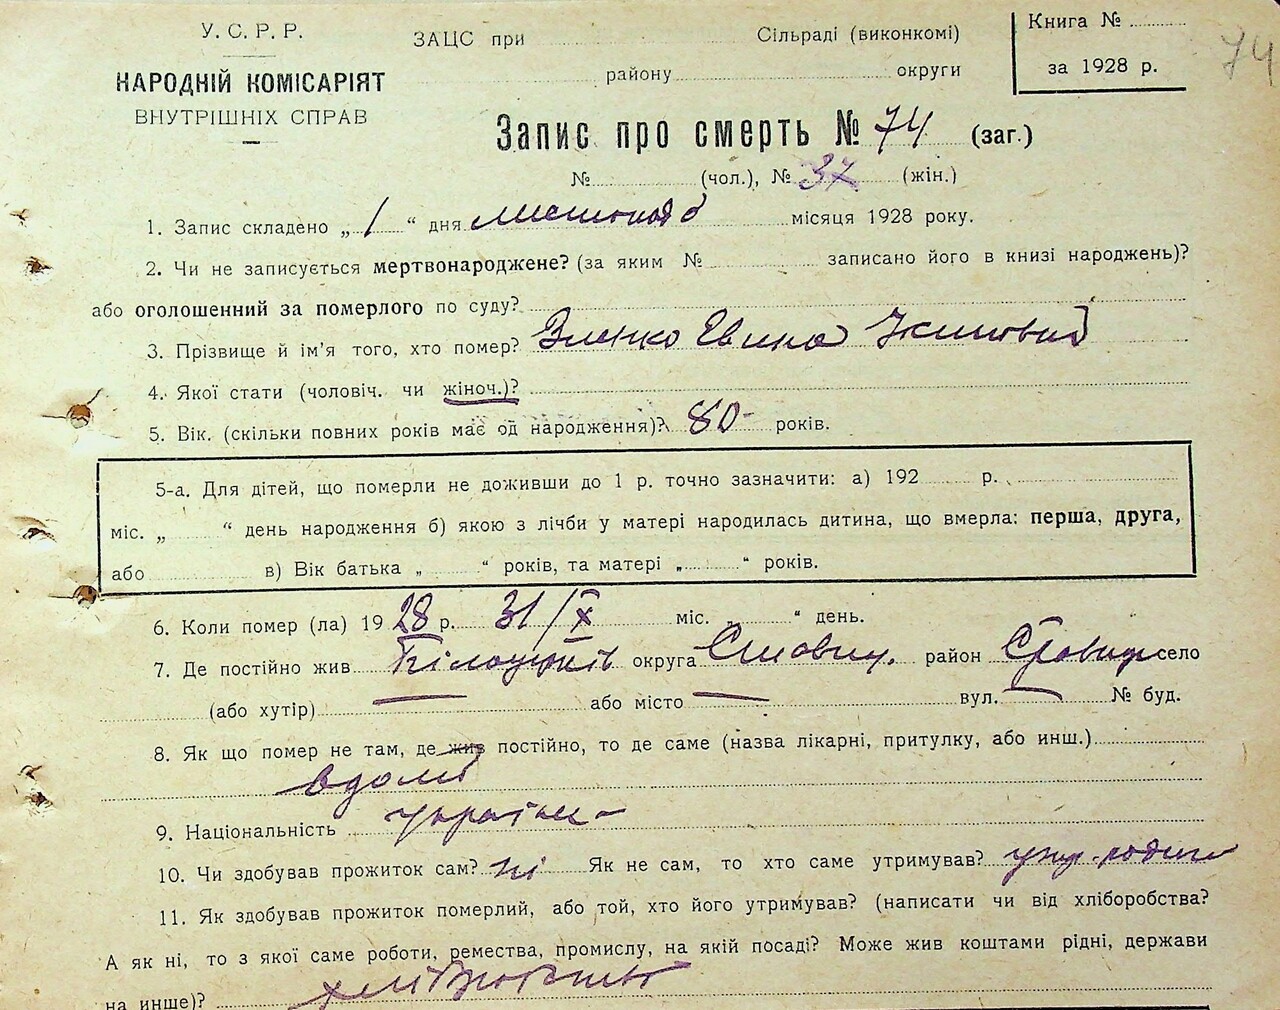 У. С. Р. Р.
НАРОДНІЙ КОМІСАРІЯТ
ВНУТРІШНІХ СПРАВ
ЗАЦС при Сільраді (виконкомі)
району округи
Книга №
за 1928 р.
74
Запис про смерть № 74 (заг.)
№ (чол.), № 37 (жін.)
1. Запис складено „ 1 “ дня листопада місяця 1928 року.
2. Чи не записується мертвонароджене? (за яким № записано його в книзі народжень)?
або оголошенний за померлого по суду?
3. Прізвище й ім'я того, хто помер?
4. Якої стати (чоловіч. чи жіноч.)?
5. Вік. (скільки повних років має од народження)? 80 років.
5-а. Для дітей, що померли не доживши до 1 р. точно зазначити: а) 192 р.
міс. „ “ день народження б) якою з лічби у матері народилась дитина, що вмерла: перша, друга,
або в) Вік батька „ “ років, та матері „ “ років.
6. Коли помер (ла) 1928 р. 31/X міс. „ “ день.
7. Де постійно жив округа район село
(або хутір) — або місто — вул. — № буд.
8. Як що помер не там, де жив постійно, то де саме (назва лікарні, притулку, або инш.)
вдомі
9. Національність україн
10. Чи здобував прожиток сам? ні Як не сам, то хто саме утримував?
11. Як здобував прожиток померлий, або той, хто його утримував? (написати чи від хліборобства?
А як ні, то з якої саме роботи, ремества, промислу, на якій посаді? Може жив коштами рідні, держави
на инше)? хліборобство